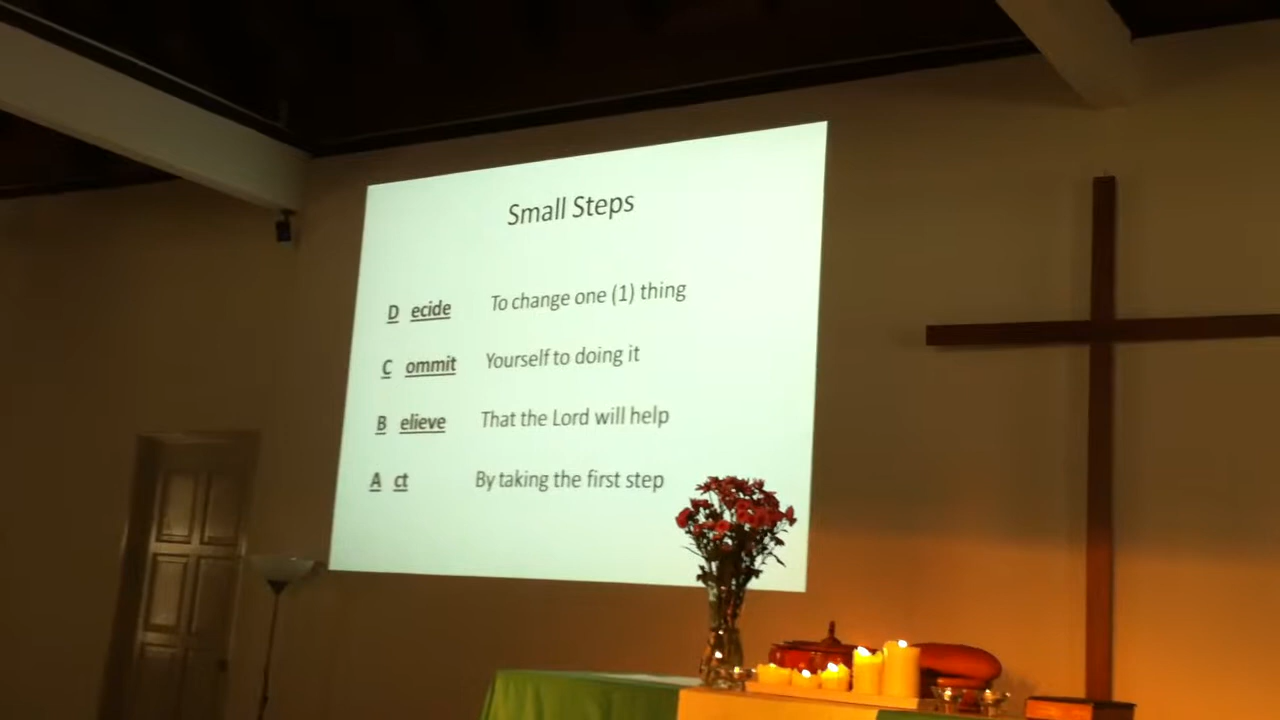 Small Steps
D ecide To change one (1) thing
C ommit Yourself to doing it
B elieve That the Lord will help
A ct By taking the first step